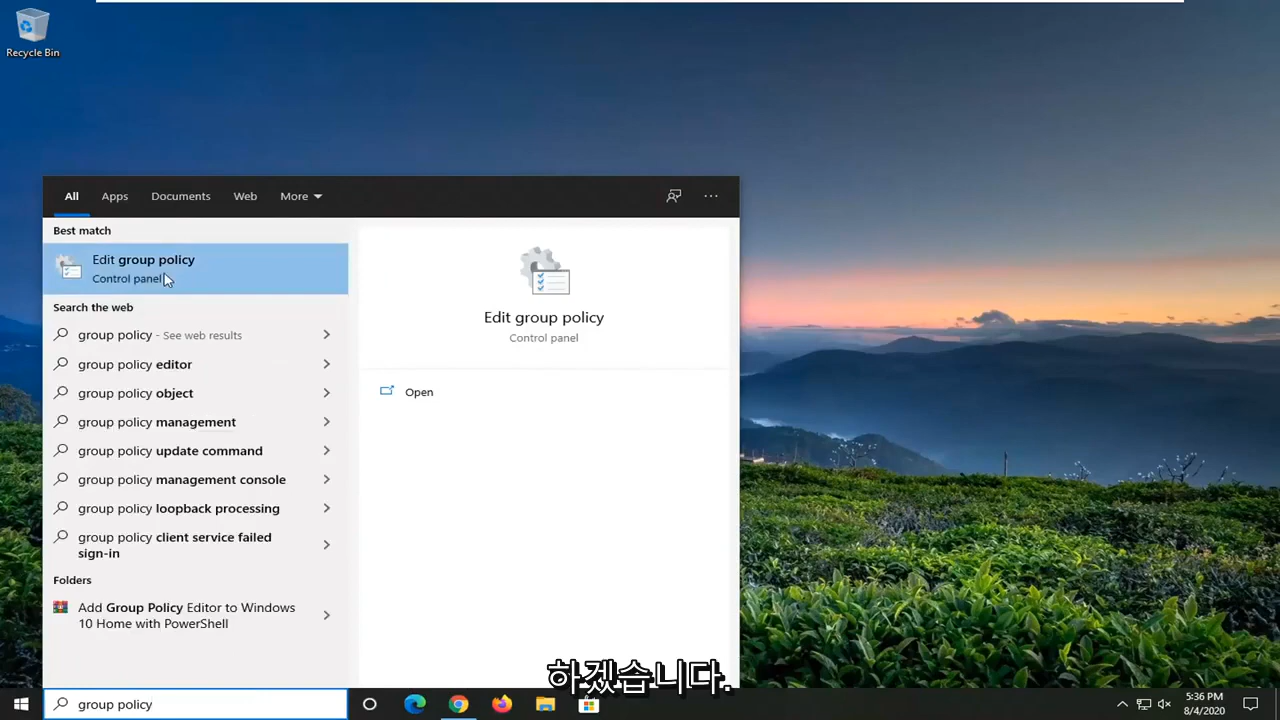 Recycle Bin
All
Apps
Documents
Web
More
Best match
Edit group policy
Control panel
Search the web
group policy - See web results
group policy editor
group policy object
group policy management
group policy update command
group policy management console
group policy loopback processing
group policy client service failed
sign-in
Folders
Add Group Policy Editor to Windows
10 Home with PowerShell
Edit group policy
Control panel
Open
하겠습니다.
group policy
5:36 PM
8/4/2020